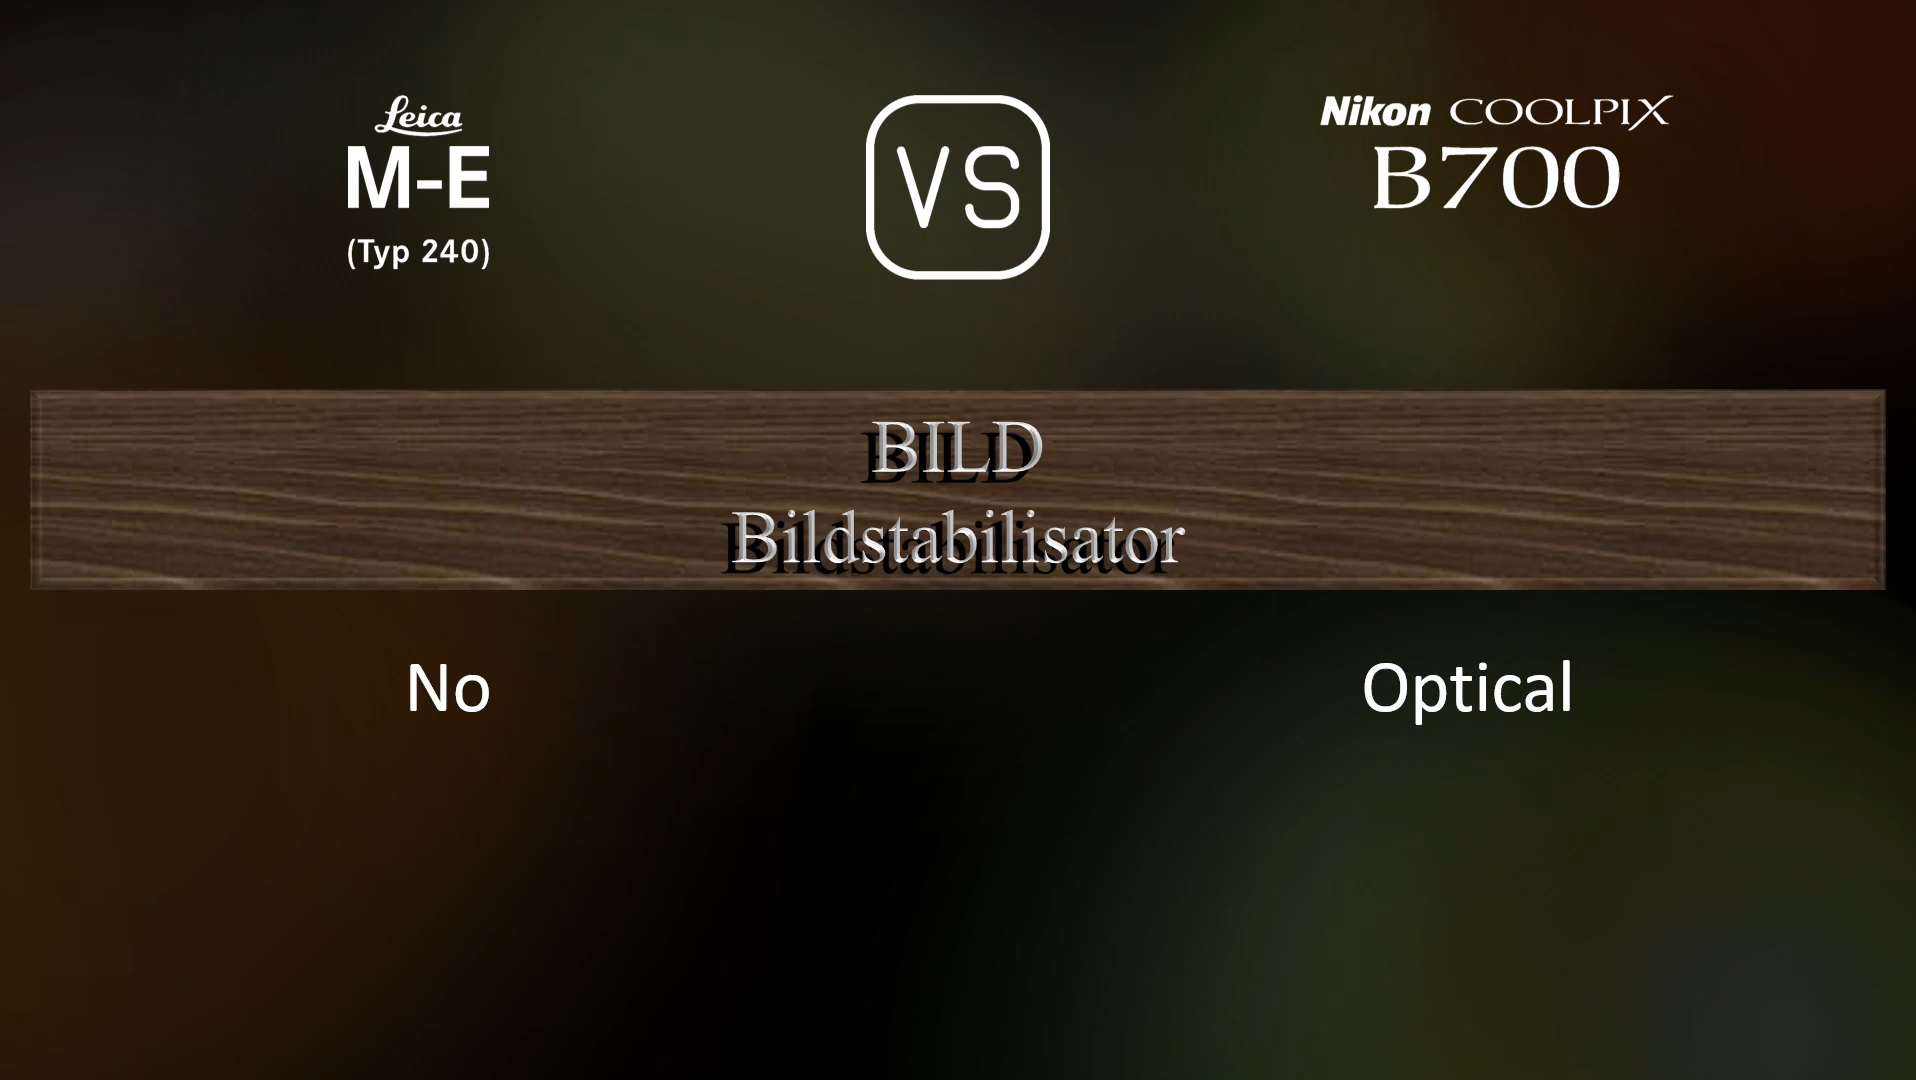 Leica
M-E
(Typ 240)
VS
Nikon COOLPIX
B700
BILD
Bildstabilisator
No
Optical